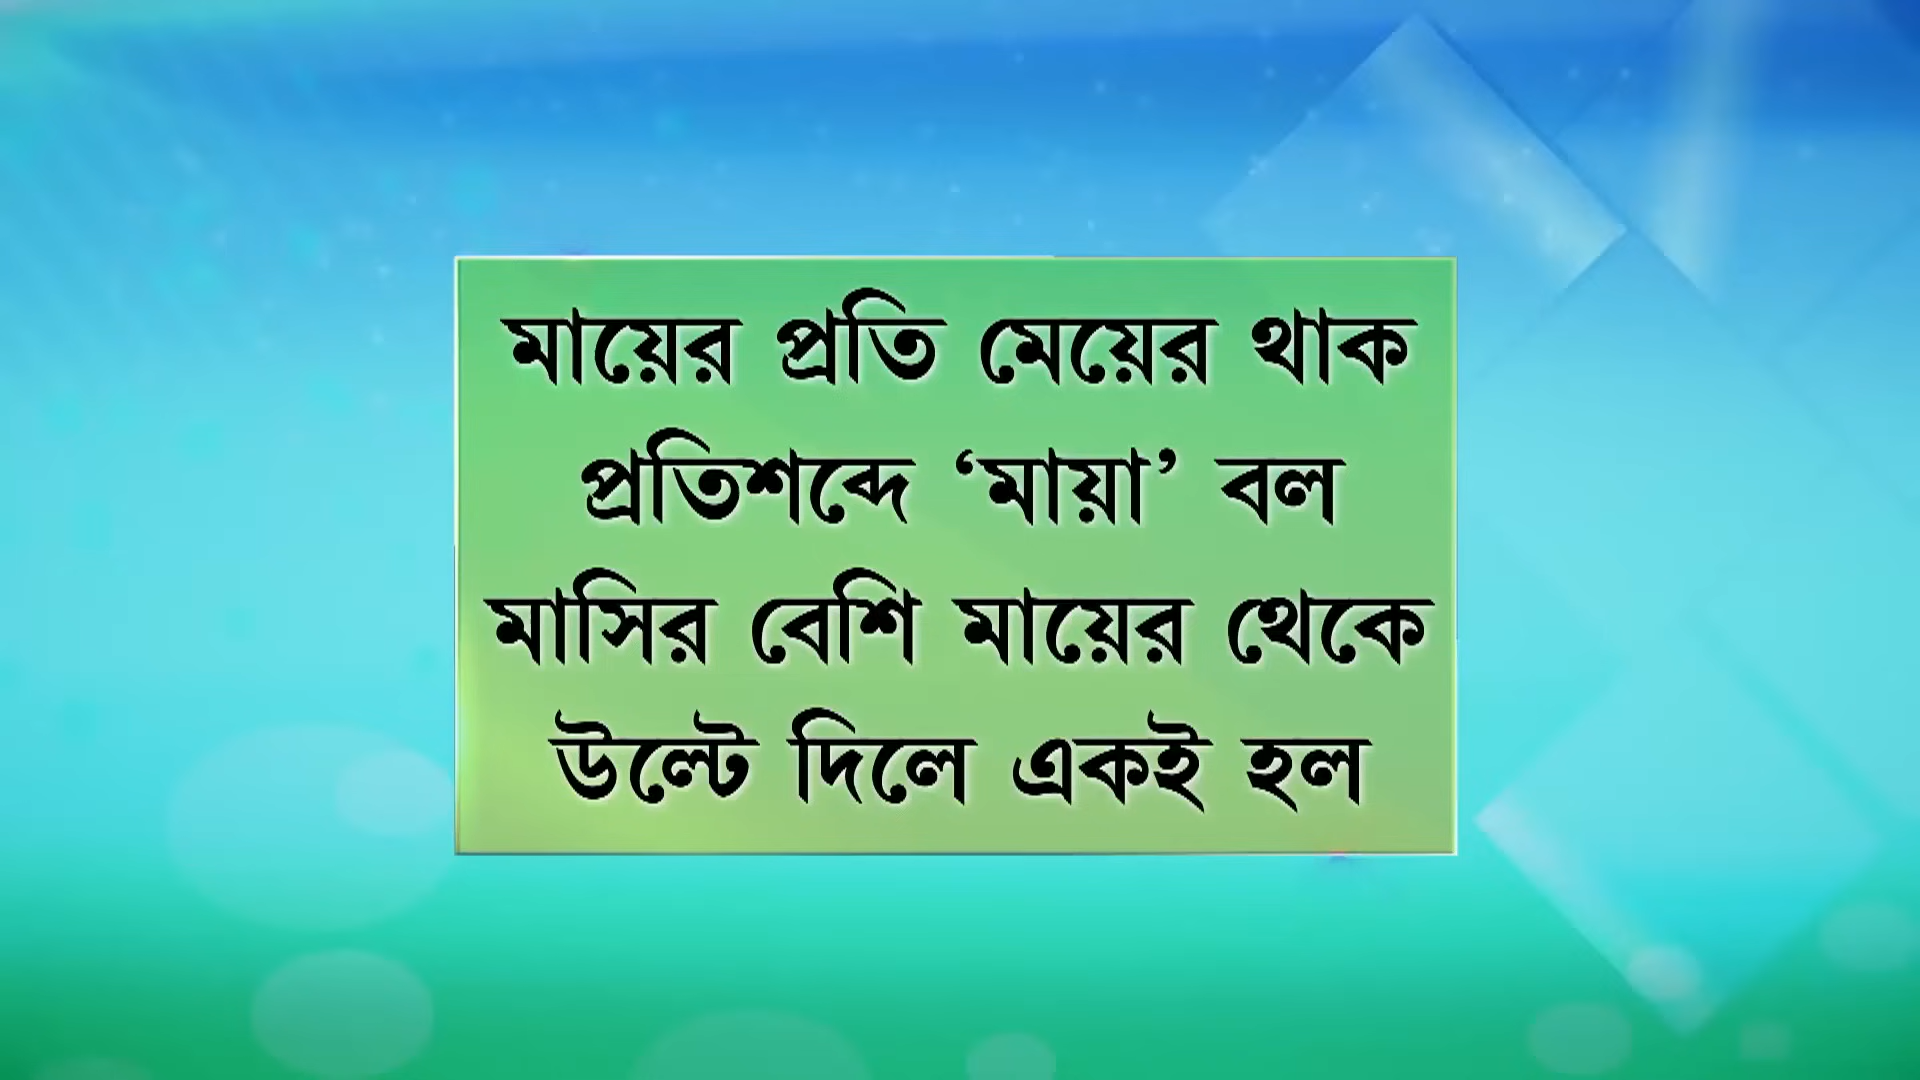 মায়ের প্রতি মেয়ের থাক
প্রতিশব্দে ‘মায়া’ বল
মাসির বেশি মায়ের থেকে
উল্টে দিলে একই হল